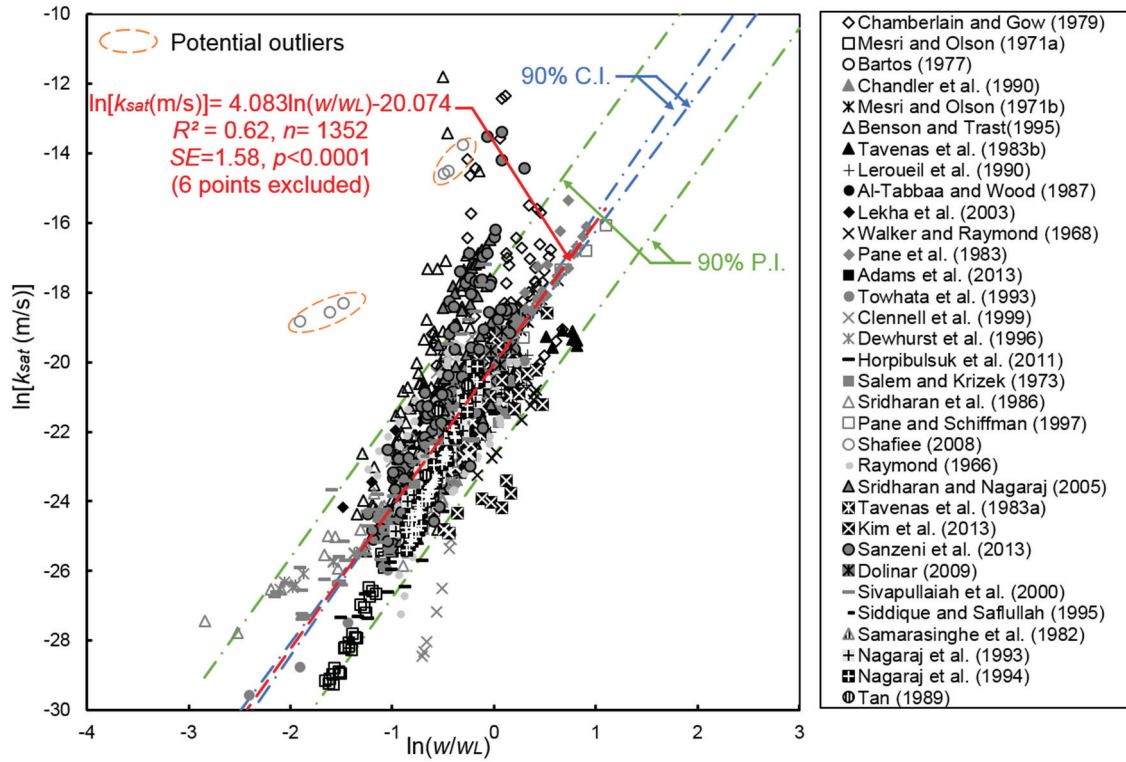 -10
-12
-14
-16
-18
-20
-22
-24
-26
-28
-30
ln[ksat (m/s)]
Potential outliers
90% C.I.
ln[ksat(m/s)]= 4.083ln(w/wL)-20.074
R² = 0.62, n= 1352
SE=1.58, p<0.0001
(6 points excluded)
90% P.I.
-4
-3
-2
-1
0
1
2
3
ln(w/wL)
Chamberlain and Gow (1979)
Mesri and Olson (1971a)
Bartos (1977)
Chandler et al. (1990)
Mesri and Olson (1971b)
Benson and Trast(1995)
Tavenas et al. (1983b)
Leroueil et al. (1990)
Al-Tabbaa and Wood (1987)
Lekha et al. (2003)
Walker and Raymond (1968)
Pane et al. (1983)
Adams et al. (2013)
Towhata et al. (1993)
Clennell et al. (1999)
Dewhurst et al. (1996)
Horpibulsuk et al. (2011)
Salem and Krizek (1973)
Sridharan et al. (1986)
Pane and Schiffman (1997)
Shafiee (2008)
Raymond (1966)
Sridharan and Nagaraj (2005)
Tavenas et al. (1983a)
Kim et al. (2013)
Sanzeni et al. (2013)
Dolinar (2009)
Sivapullaiah et al. (2000)
Siddique and Saflullah (1995)
Samarasinghe et al. (1982)
Nagaraj et al. (1993)
Nagaraj et al. (1994)
Tan (1989)